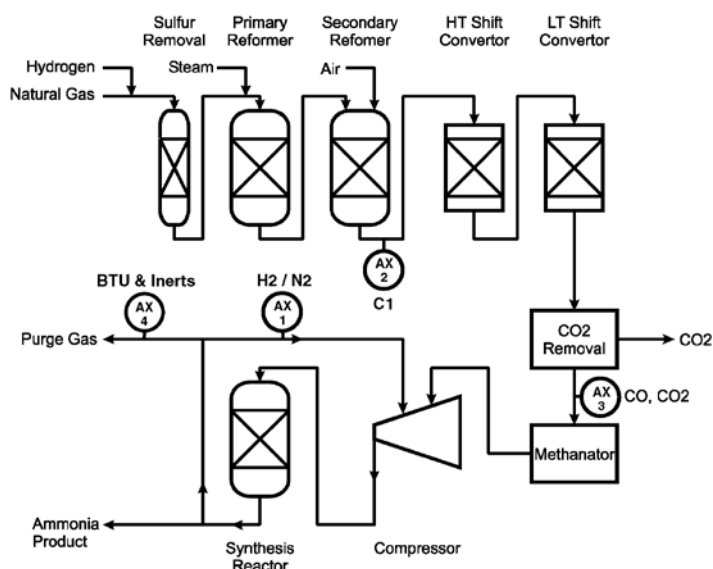 Sulfur
Removal
Primary
Reformer
Secondary
Refomer
HT Shift
Convertor
LT Shift
Convertor
Hydrogen
Steam
Air
Natural Gas
AX
2
C1
BTU & Inerts
H2 / N2
AX
4
AX
1
Purge Gas
CO2
Removal
CO2
AX
3
CO, CO2
Methanator
Ammonia
Product
Synthesis
Reactor
Compressor